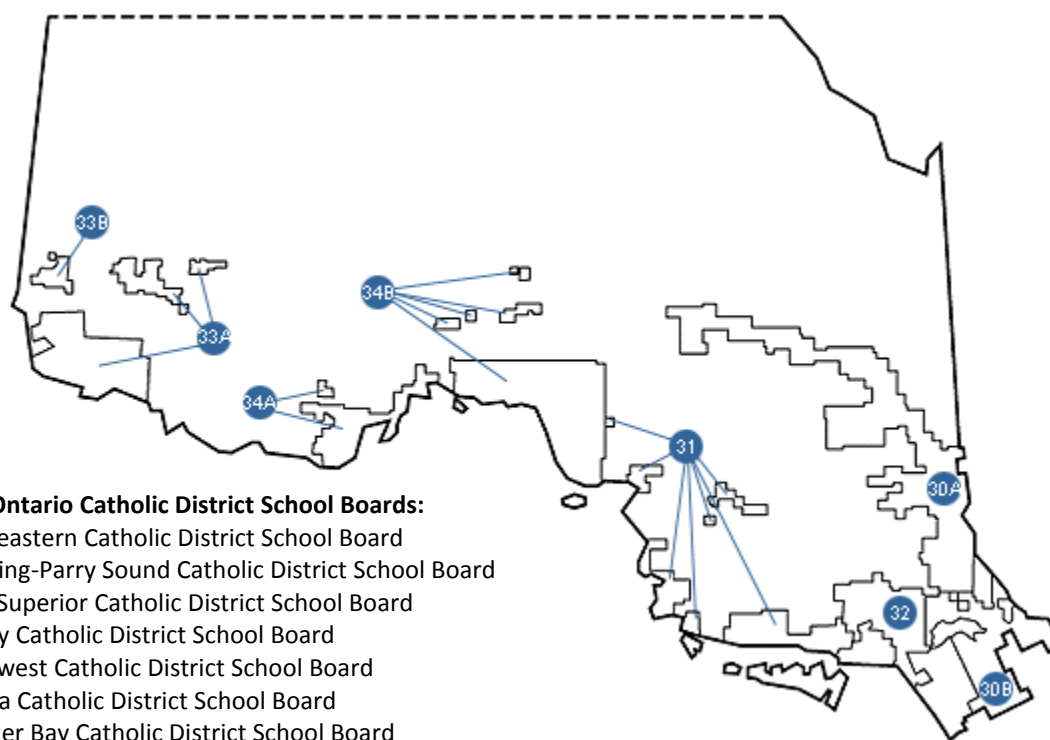 33B
34B
33A
34A
31
30A
32
30B
Ontario Catholic District School Boards:
eastern Catholic District School Board
ing-Parry Sound Catholic District School Board
Superior Catholic District School Board
y Catholic District School Board
west Catholic District School Board
a Catholic District School Board
er Bay Catholic District School Board